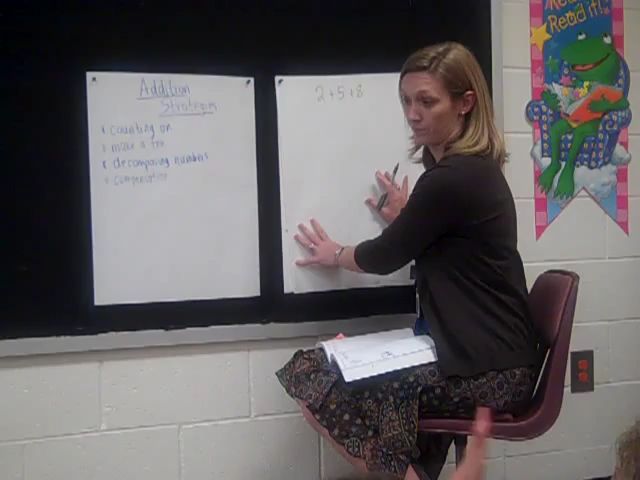 Addition
Strategies
counting on
make a ten
decomposing numbers
compensation
2+5+8
Read it!